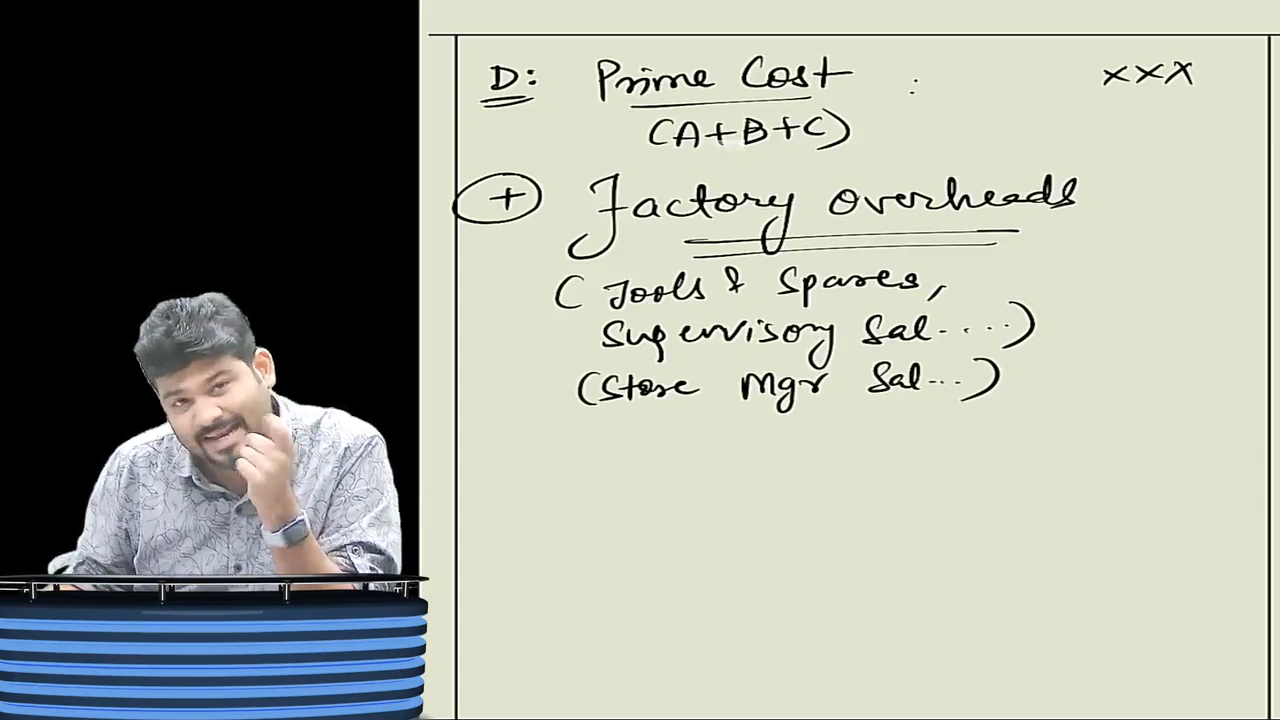 D: Prime Cost : xxx
(A+B+C)
+ Factory overheads
(Tools & Spares,
Supervisory Sal....)
(Store Mgr Sal...)